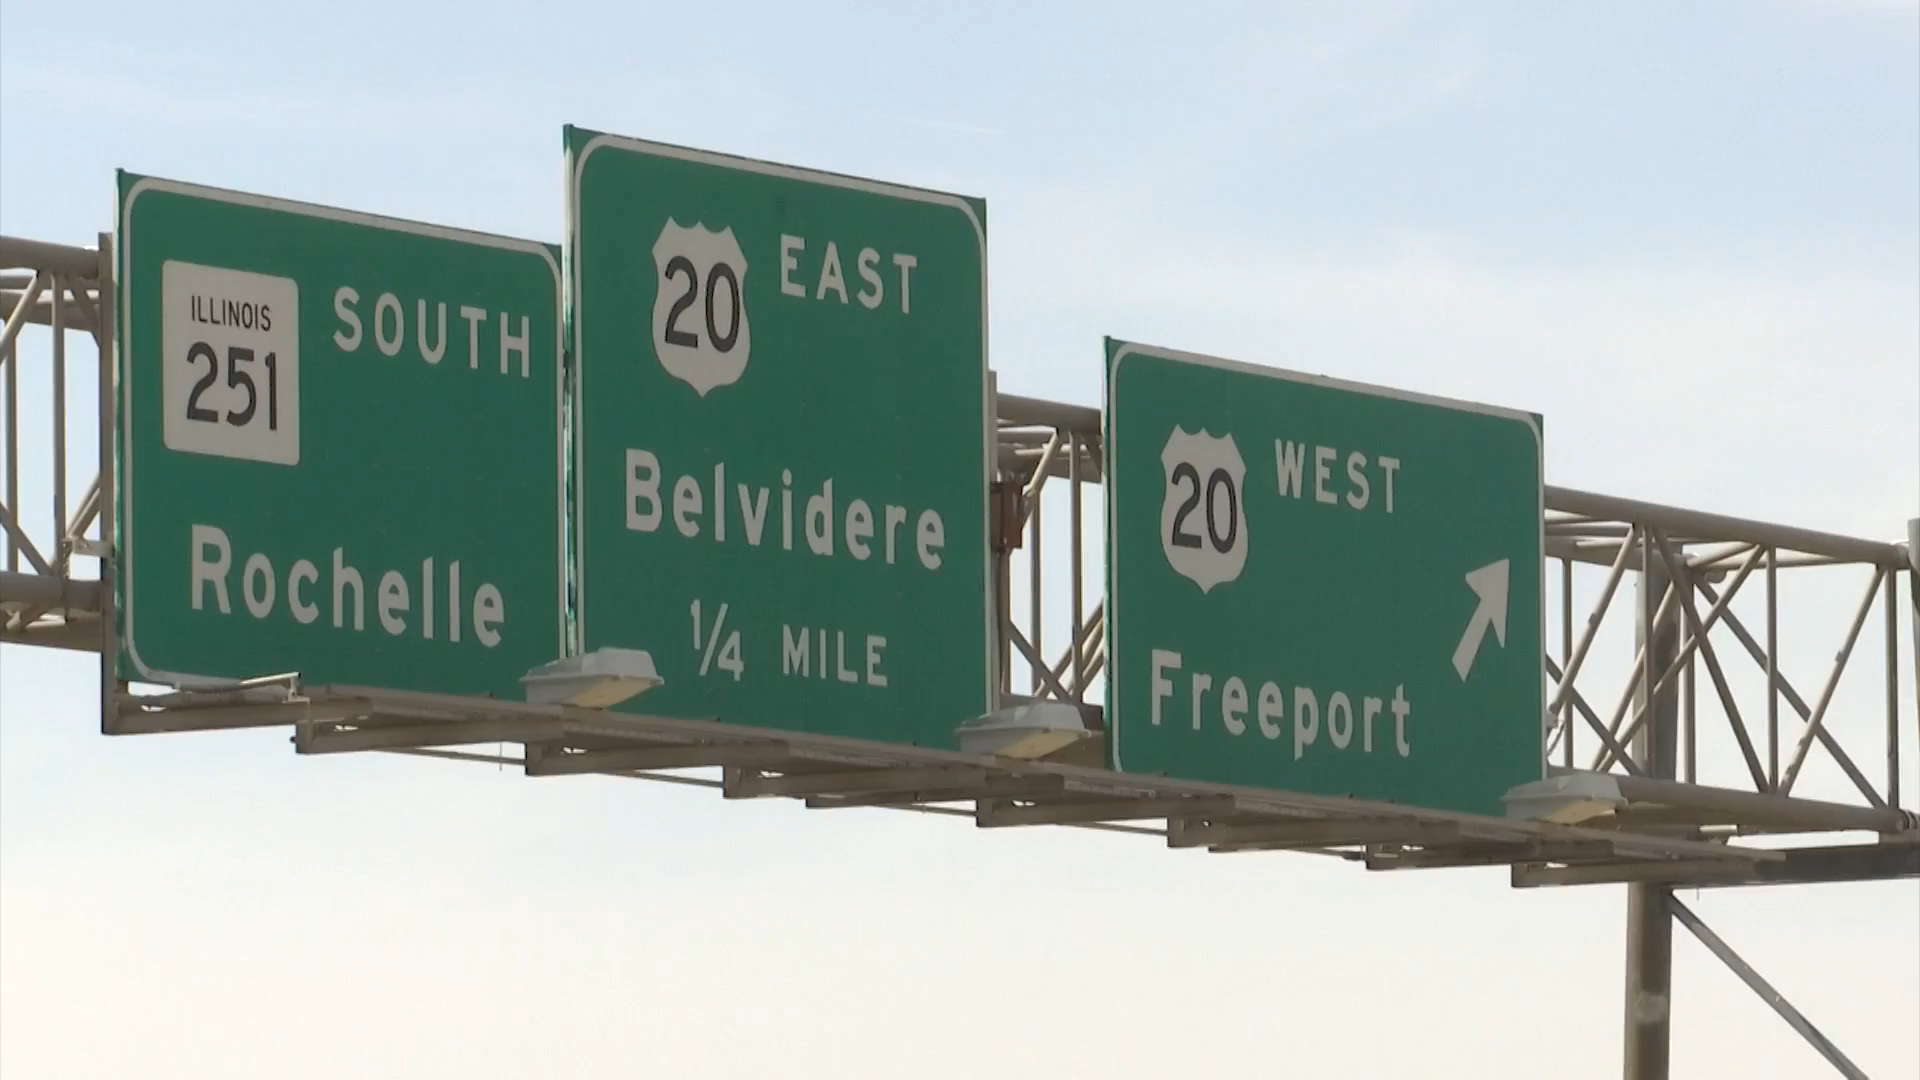 ILLINOIS
251
SOUTH
Rochelle
20
EAST
Belvidere
1/4 MILE
20
WEST
Freeport